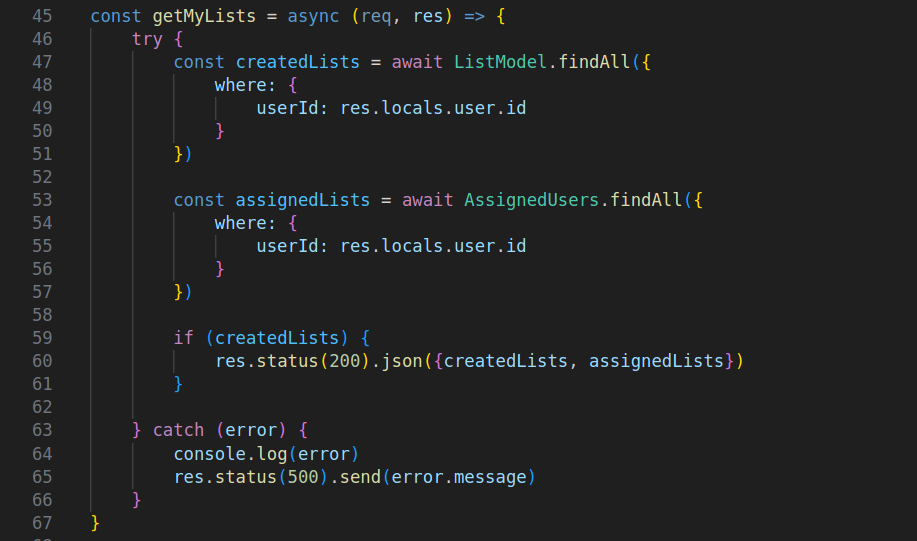 45 const getMyLists = async (req, res) => {
46     try {
47         const createdLists = await ListModel.findAll({
48             where: {
49                 userId: res.locals.user.id
50             }
51         })
52
53         const assignedLists = await AssignedUsers.findAll({
54             where: {
55                 userId: res.locals.user.id
56             }
57         })
58
59         if (createdLists) {
60             res.status(200).json({createdLists, assignedLists})
61         }
62
63     } catch (error) {
64         console.log(error)
65         res.status(500).send(error.message)
66     }
67 }